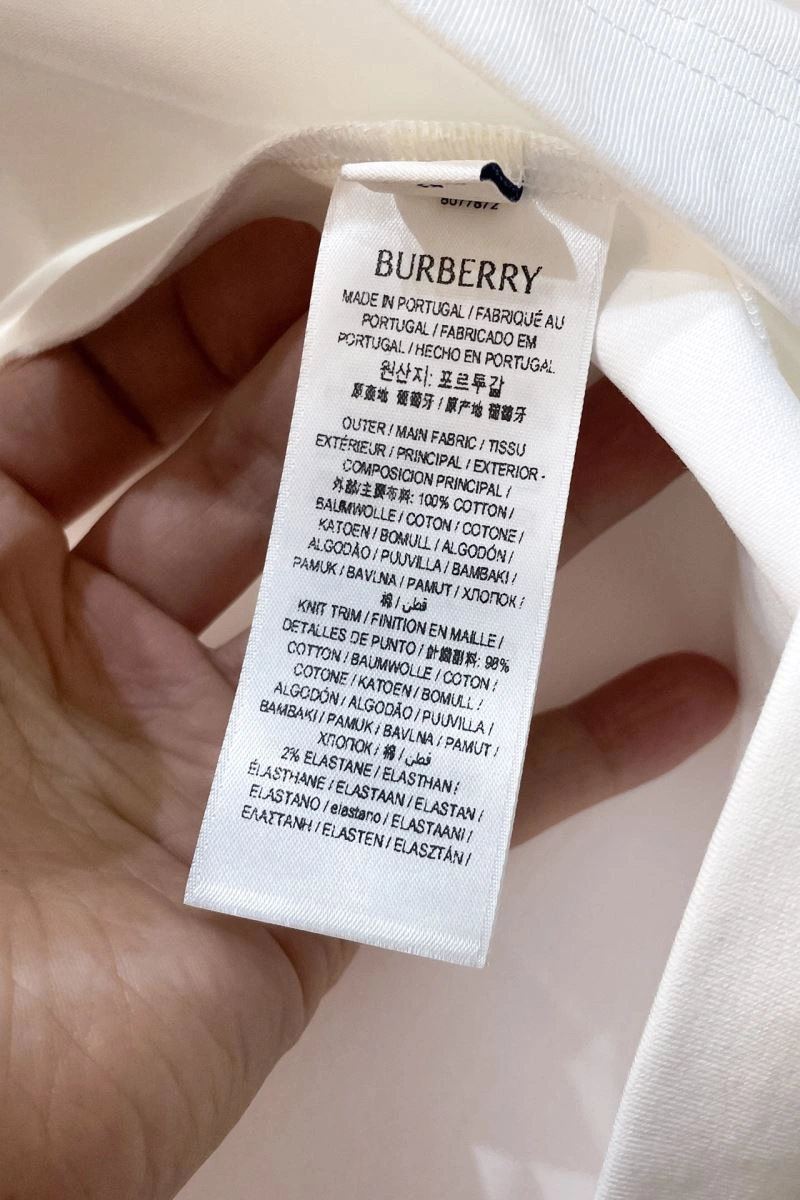 8077872
BURBERRY
MADE IN PORTUGAL / FABRIQUÉ AU
PORTUGAL / FABRICADO EM
PORTUGAL / HECHO EN PORTUGAL
원산지: 포르투갈
原產地 葡萄牙 / 原产地 葡萄牙
OUTER / MAIN FABRIC / TISSU
EXTÉRIEUR / PRINCIPAL / EXTERIOR -
COMPOSICION PRINCIPAL /
外部/主要布料: 100% COTTON /
BAUMWOLLE / COTON / COTONE /
KATOEN / BOMULL / ALGODÓN /
ALGODÃO / PUUVILLA / BAMBAKI /
PAMUK / BAVLNA / PAMUT / ХЛОПОК /
棉 / قطن
KNIT TRIM / FINITION EN MAILLE /
DETALLES DE PUNTO / 針織副料: 98%
COTTON / BAUMWOLLE / COTON /
COTONE / KATOEN / BOMULL /
ALGODÓN / ALGODÃO / PUUVILLA /
BAMBAKI / PAMUK / BAVLNA / PAMUT /
ХЛОПОК / 棉 / قطن
2% ELASTANE / ELASTHAN /
ÉLASTHANE / ELASTAAN / ELASTAN /
ELASTANO / elastano / ELASTAANI /
ΕΛΑΣΤΑΝΗ / ELASTEN / ELASZTÁN /